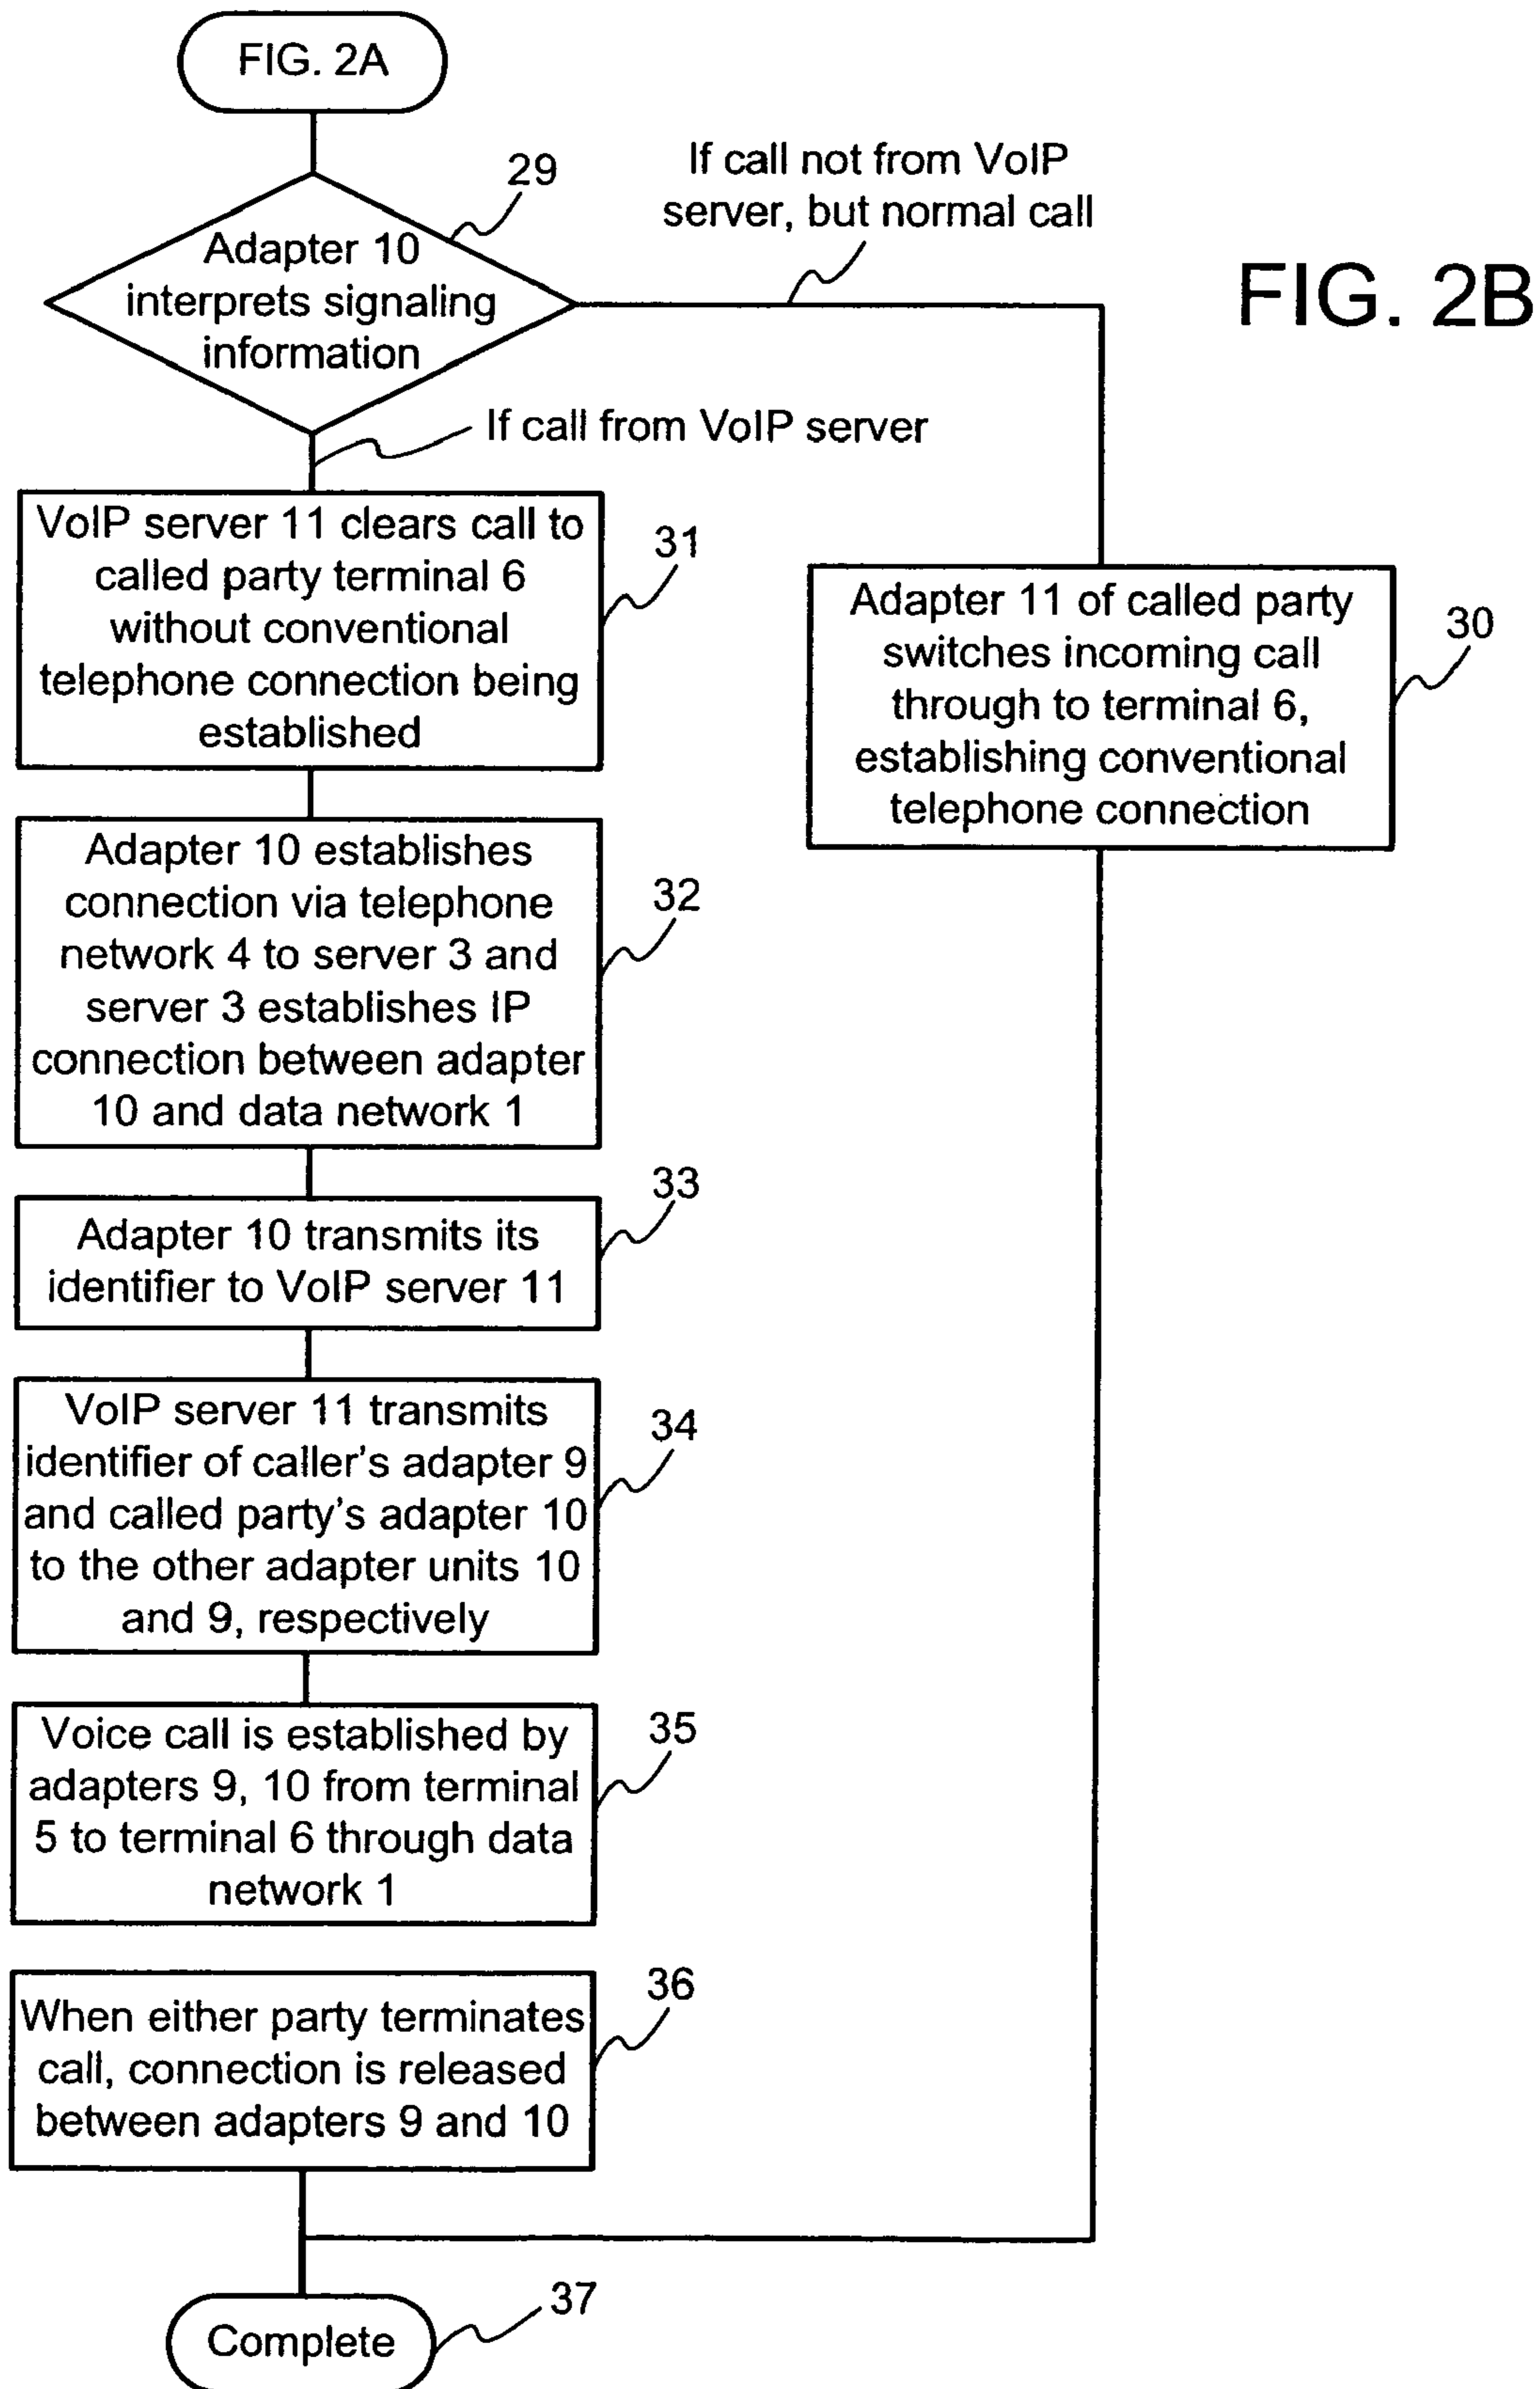 FIG. 2A
29
Adapter 10
interprets signaling
information
If call not from VoIP
server, but normal call
FIG. 2B
If call from VoIP server
VoIP server 11 clears call to
called party terminal 6
without conventional
telephone connection being
established
31
Adapter 11 of called party
switches incoming call
through to terminal 6,
establishing conventional
telephone connection
30
Adapter 10 establishes
connection via telephone
network 4 to server 3 and
server 3 establishes IP
connection between adapter
10 and data network 1
32
Adapter 10 transmits its
identifier to VoIP server 11
33
VoIP server 11 transmits
identifier of caller's adapter 9
and called party's adapter 10
to the other adapter units 10
and 9, respectively
34
Voice call is established by
adapters 9, 10 from terminal
5 to terminal 6 through data
network 1
35
When either party terminates
call, connection is released
between adapters 9 and 10
36
Complete
37